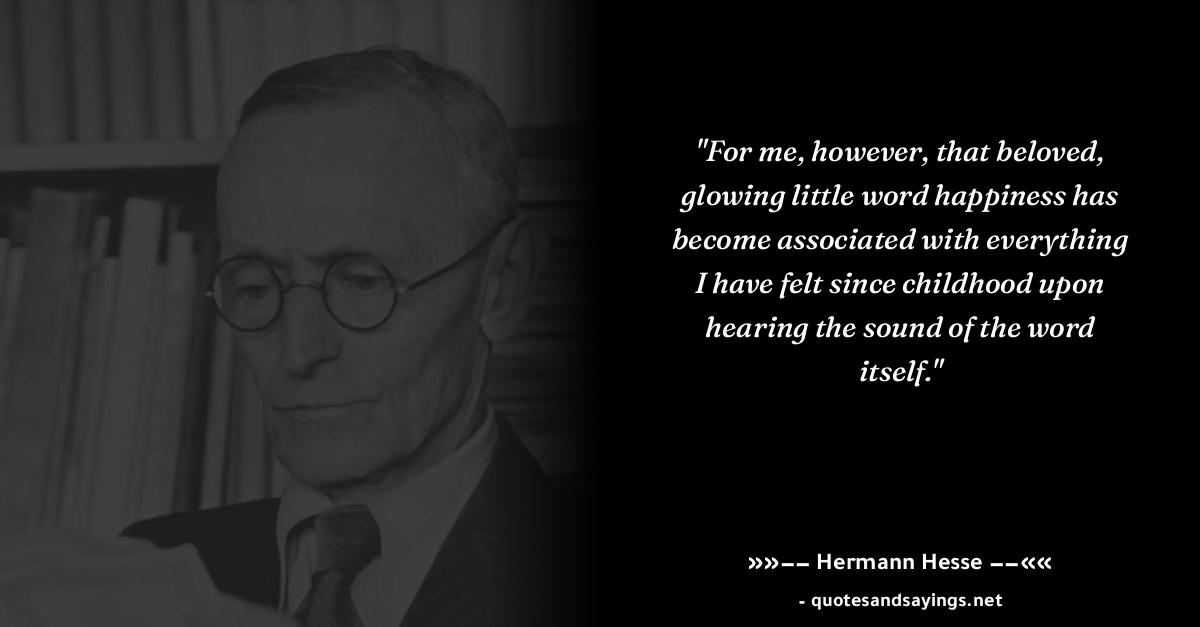 "For me, however, that beloved,
glowing little word happiness has
become associated with everything
I have felt since childhood upon
hearing the sound of the word
itself."
»»-- Hermann Hesse --««
- quotesandsayings.net